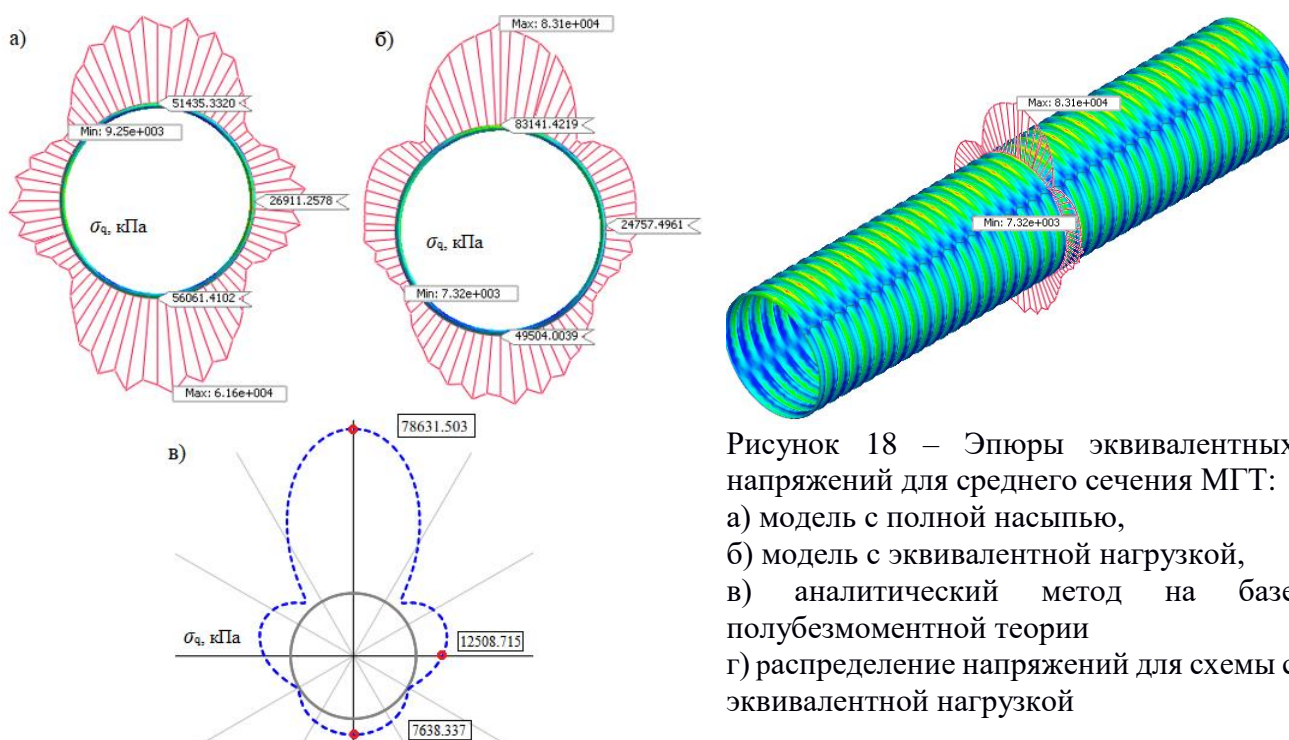 а)
51435.3320
Min: 9.25e+003
26911.2578
σq, кПа
56061.4102
Max: 6.16e+004
б)
Max: 8.31e+004
83141.4219
24757.4961
σq, кПа
Min: 7.32e+003
49504.0039
Max: 8.31e+004
Min: 7.32e+003
в)
78631.503
σq, кПа
12508.715
7638.337
Рисунок 18 – Эпюры эквивалентных
напряжений для среднего сечения МГТ:
а) модель с полной насыпью,
б) модель с эквивалентной нагрузкой,
в) аналитический метод на базе
полубезмоментной теории
г) распределение напряжений для схемы с
эквивалентной нагрузкой